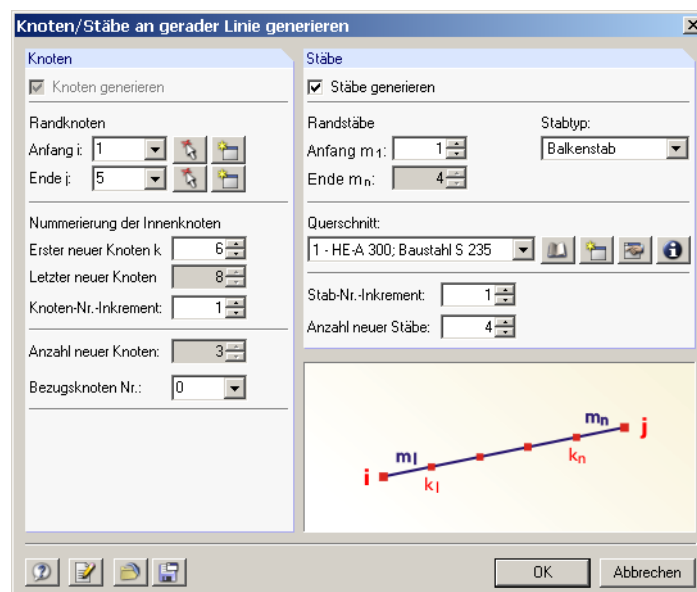 Knoten/Stäbe an gerader Linie generieren
Knoten
Knoten generieren
Randknoten
Anfang i: 1
Ende j: 5
Nummerierung der Innenknoten
Erster neuer Knoten k 6
Letzter neuer Knoten 8
Knoten-Nr.-Inkrement: 1
Anzahl neuer Knoten: 3
Bezugsknoten Nr.: 0
Stäbe
Stäbe generieren
Randstäbe
Stabtyp:
Anfang m1: 1
Balkenstab
Ende mn: 4
Querschnitt:
1 - HE-A 300; Baustahl S 235
Stab-Nr.-Inkrement: 1
Anzahl neuer Stäbe: 4
mn
j
ml
kn
i
kl
OK
Abbrechen